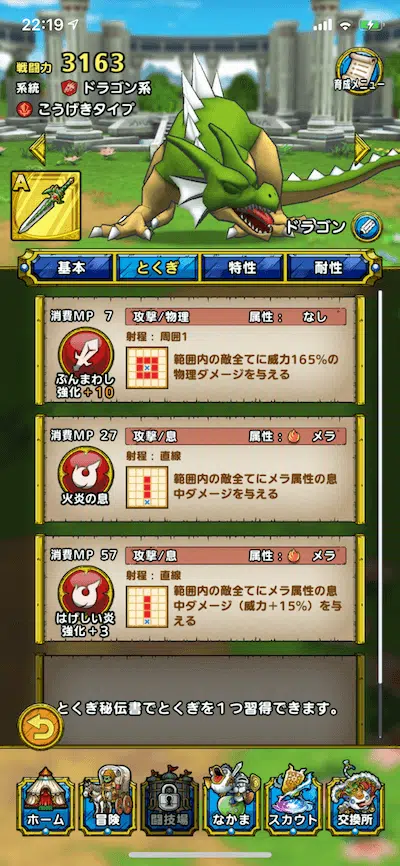 22:19
戦闘力 3163
系統 ドラゴン系
こうげきタイプ
育成メニュー
A
ドラゴン
基本 とくぎ 特性 耐性
消費MP 7 攻撃/物理 属性： なし
射程：周囲1
範囲内の敵全てに威力165%の
物理ダメージを与える
ぶんまわし
強化+10
消費MP 27 攻撃/息 属性： メラ
射程：直線
範囲内の敵全てにメラ属性の息
中ダメージを与える
火炎の息
消費MP 57 攻撃/息 属性： メラ
射程：直線
範囲内の敵全てにメラ属性の息
中ダメージ（威力+15%）を与
える
はげしい炎
強化+3
とくぎ秘伝書でとくぎを１つ習得できます。
ホーム 冒険 闘技場 なかま スカウト 交換所